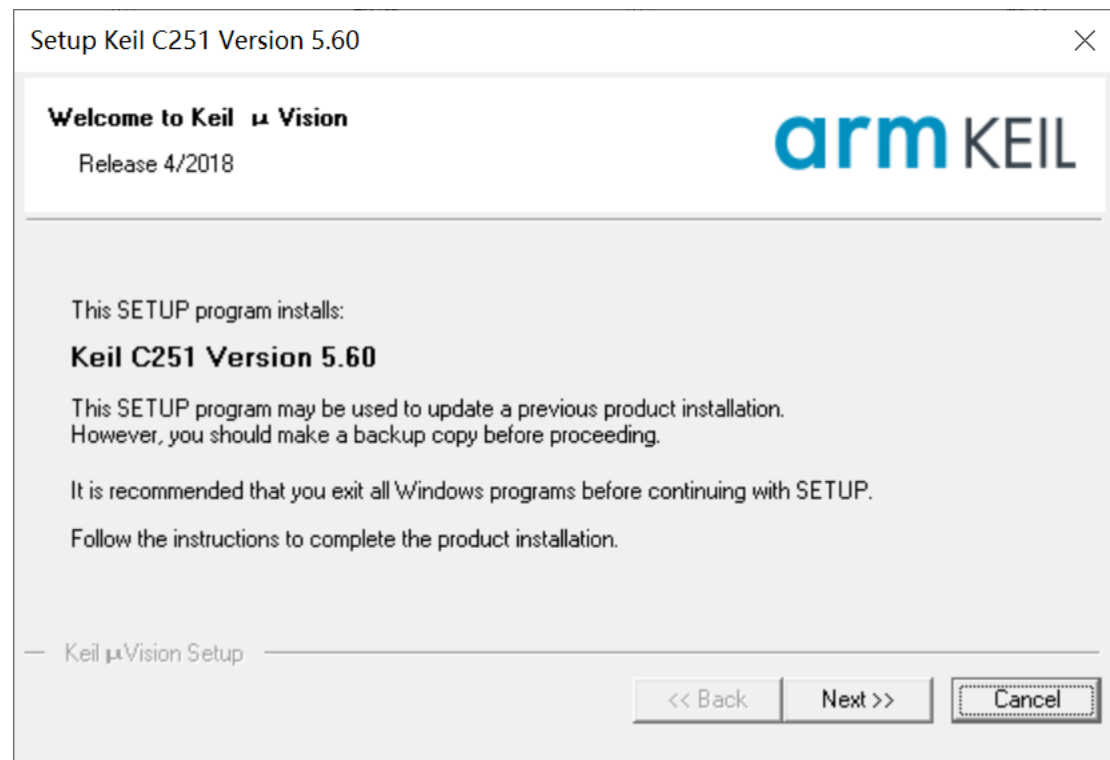 Setup Keil C251 Version 5.60
Welcome to Keil μ Vision
Release 4/2018
arm KEIL
This SETUP program installs:
Keil C251 Version 5.60
This SETUP program may be used to update a previous product installation.
However, you should make a backup copy before proceeding.
It is recommended that you exit all Windows programs before continuing with SETUP.
Follow the instructions to complete the product installation.
Keil μVision Setup
<< Back
Next >>
Cancel